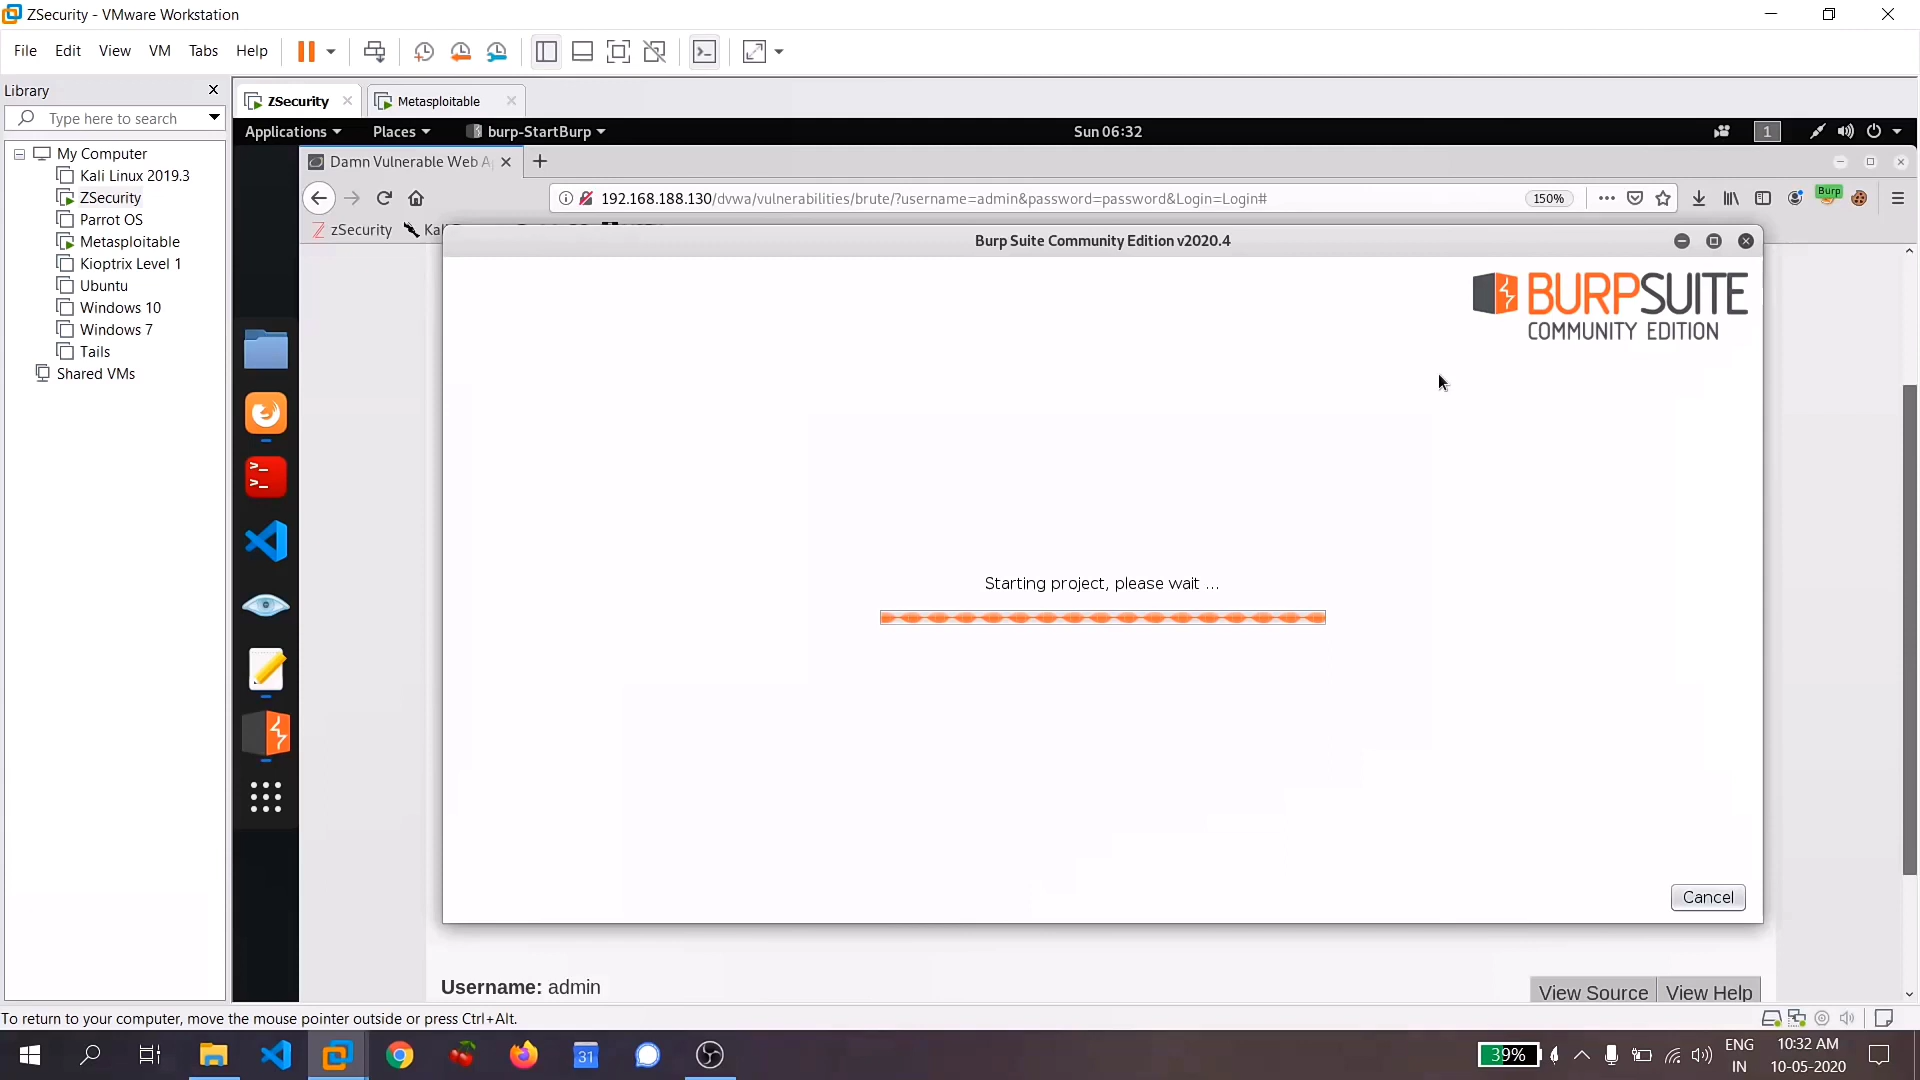 ZSecurity - VMware Workstation
File Edit View VM Tabs Help
Library
Type here to search
My Computer
Kali Linux 2019.3
ZSecurity
Parrot OS
Metasploitable
Kioptrix Level 1
Ubuntu
Windows 10
Windows 7
Tails
Shared VMs
ZSecurity
Metasploitable
Applications Places burp-StartBurp Sun 06:32 1
Damn Vulnerable Web A
192.168.188.130/dvwa/vulnerabilities/brute/?username=admin&password=password&Login=Login# 150% Burp
zSecurity
Burp Suite Community Edition v2020.4
BURPSUITE
COMMUNITY EDITION
Starting project, please wait ...
Cancel
Username: admin
View Source View Help
To return to your computer, move the mouse pointer outside or press Ctrl+Alt.
31
39%
ENG
IN
10:32 AM
10-05-2020